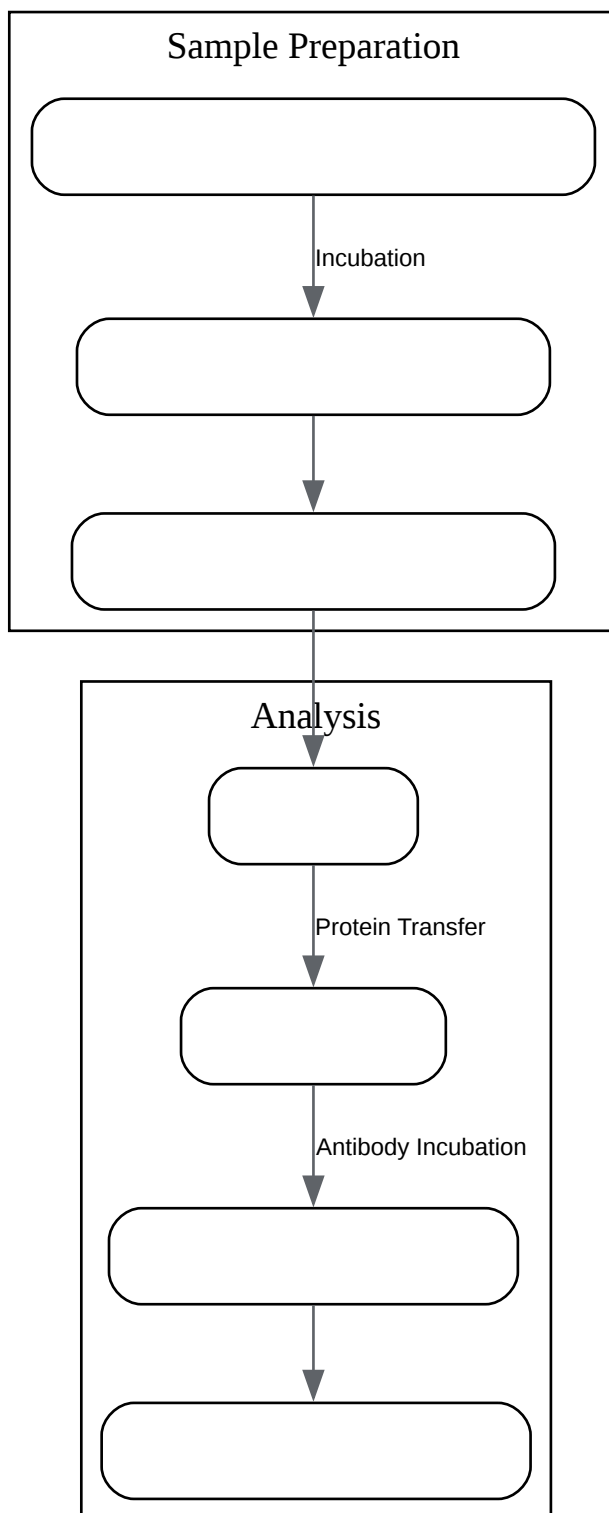 Sample Preparation
Incubation
Analysis
Protein Transfer
Antibody Incubation